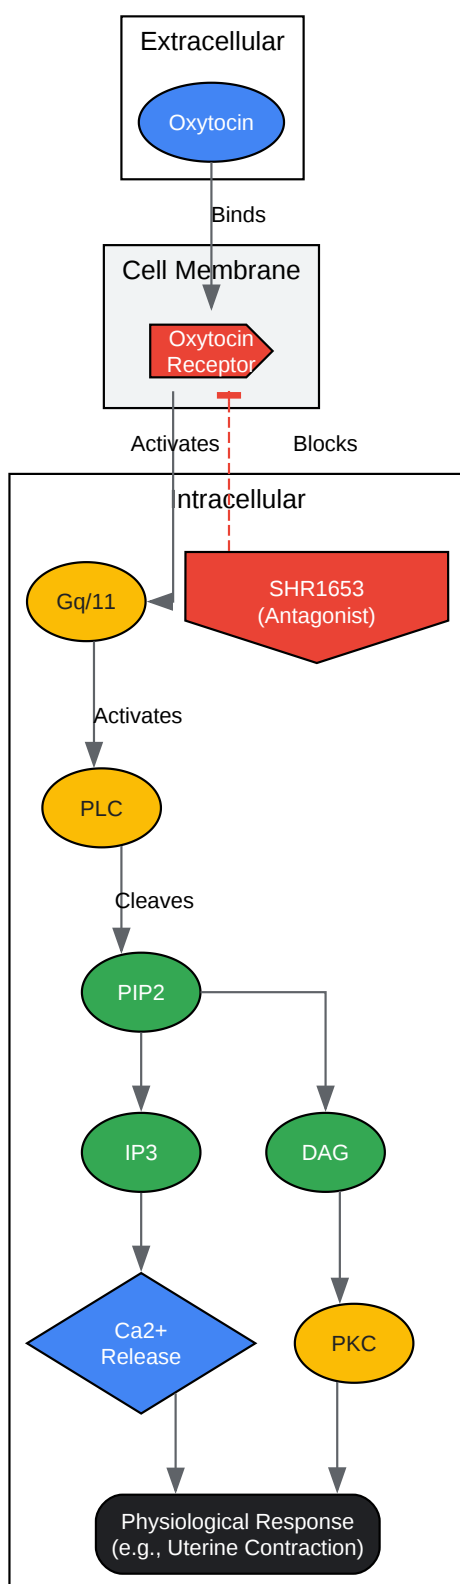 Extracellular
Oxytocin
Binds
Cell Membrane
Oxytocin
Receptor
Activates
Blocks
Intracellular
Gq/11
SHR1653
(Antagonist)
Activates
PLC
Cleaves
PIP2
IP3
DAG
Ca2+
Release
PKC
Physiological Response
(e.g., Uterine Contraction)